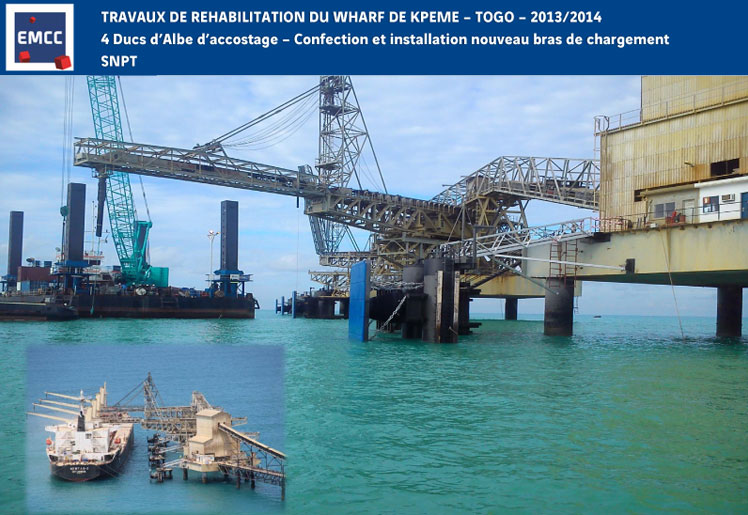 EMCC
TRAVAUX DE REHABILITATION DU WHARF DE KPEME – TOGO – 2013/2014
4 Ducs d'Albe d'accostage – Confection et installation nouveau bras de chargement
SNPT